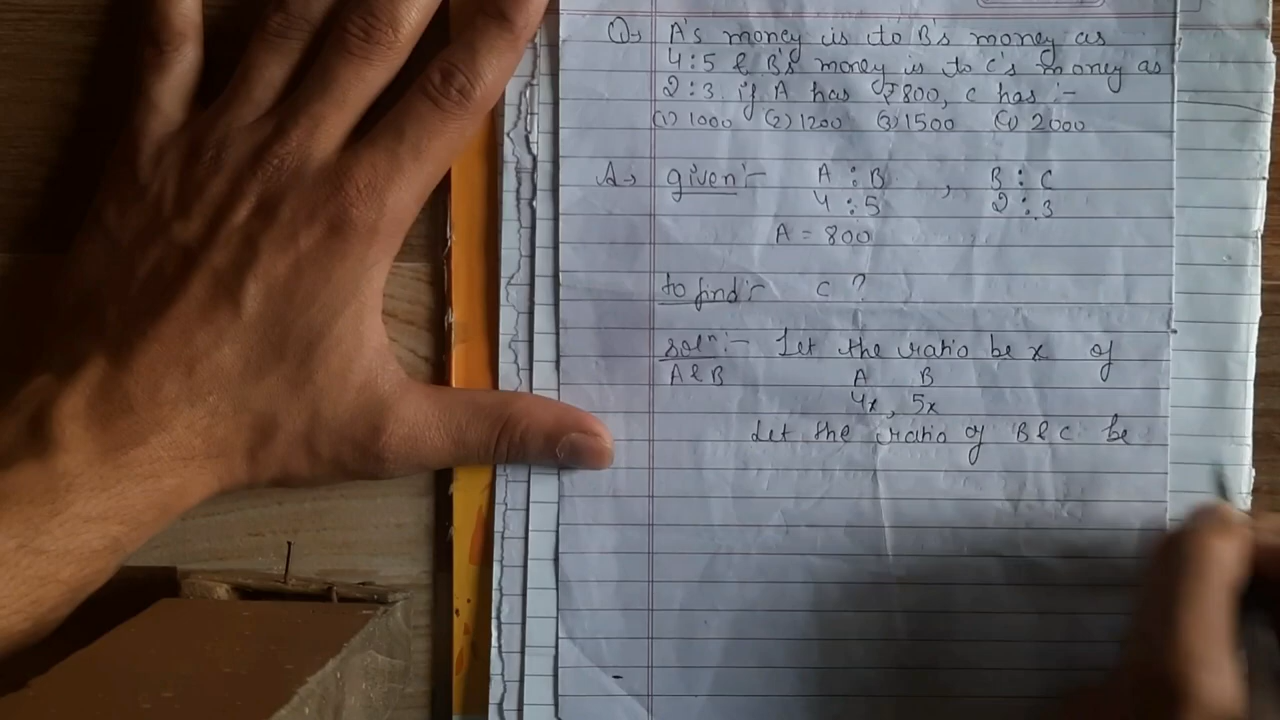 Q→ A's money is to B's money as
4:5 & B's money is to C's money as
2:3. if A has ₹800, C has :-
(1) 1000 (2) 1200 (3) 1500 (4) 2000
A→ given:- A : B , B : C
4 : 5 2 : 3
A = 800
to find:- C ?
solⁿ:- Let the ratio be x of
A & B A B
4x, 5x
Let the ratio of B & C be